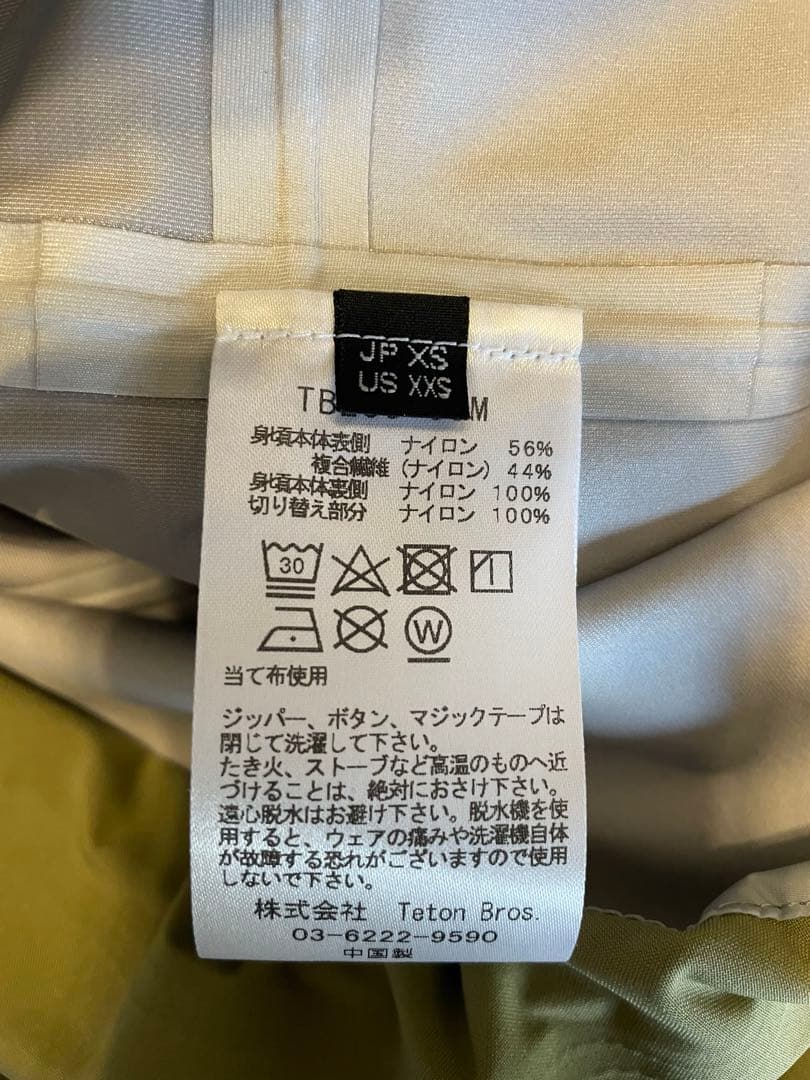 JP XS
US XXS
身頃本体表側 ナイロン 56%
複合繊維 (ナイロン) 44%
身頃本体裏側 ナイロン 100%
切り替え部分 ナイロン 100%
30
W
当て布使用
ジッパー、ボタン、マジックテープは
閉じて洗濯して下さい。
たき火、ストーブなど高温のものへ近
づけることは、絶対におさけ下さい。
遠心脱水はお避け下さい。脱水機を使
用すると、ウェアの痛みや洗濯機自体
が故障する恐れがございますので使用
しないで下さい。
株式会社 Teton Bros.
03-6222-9590
中国製